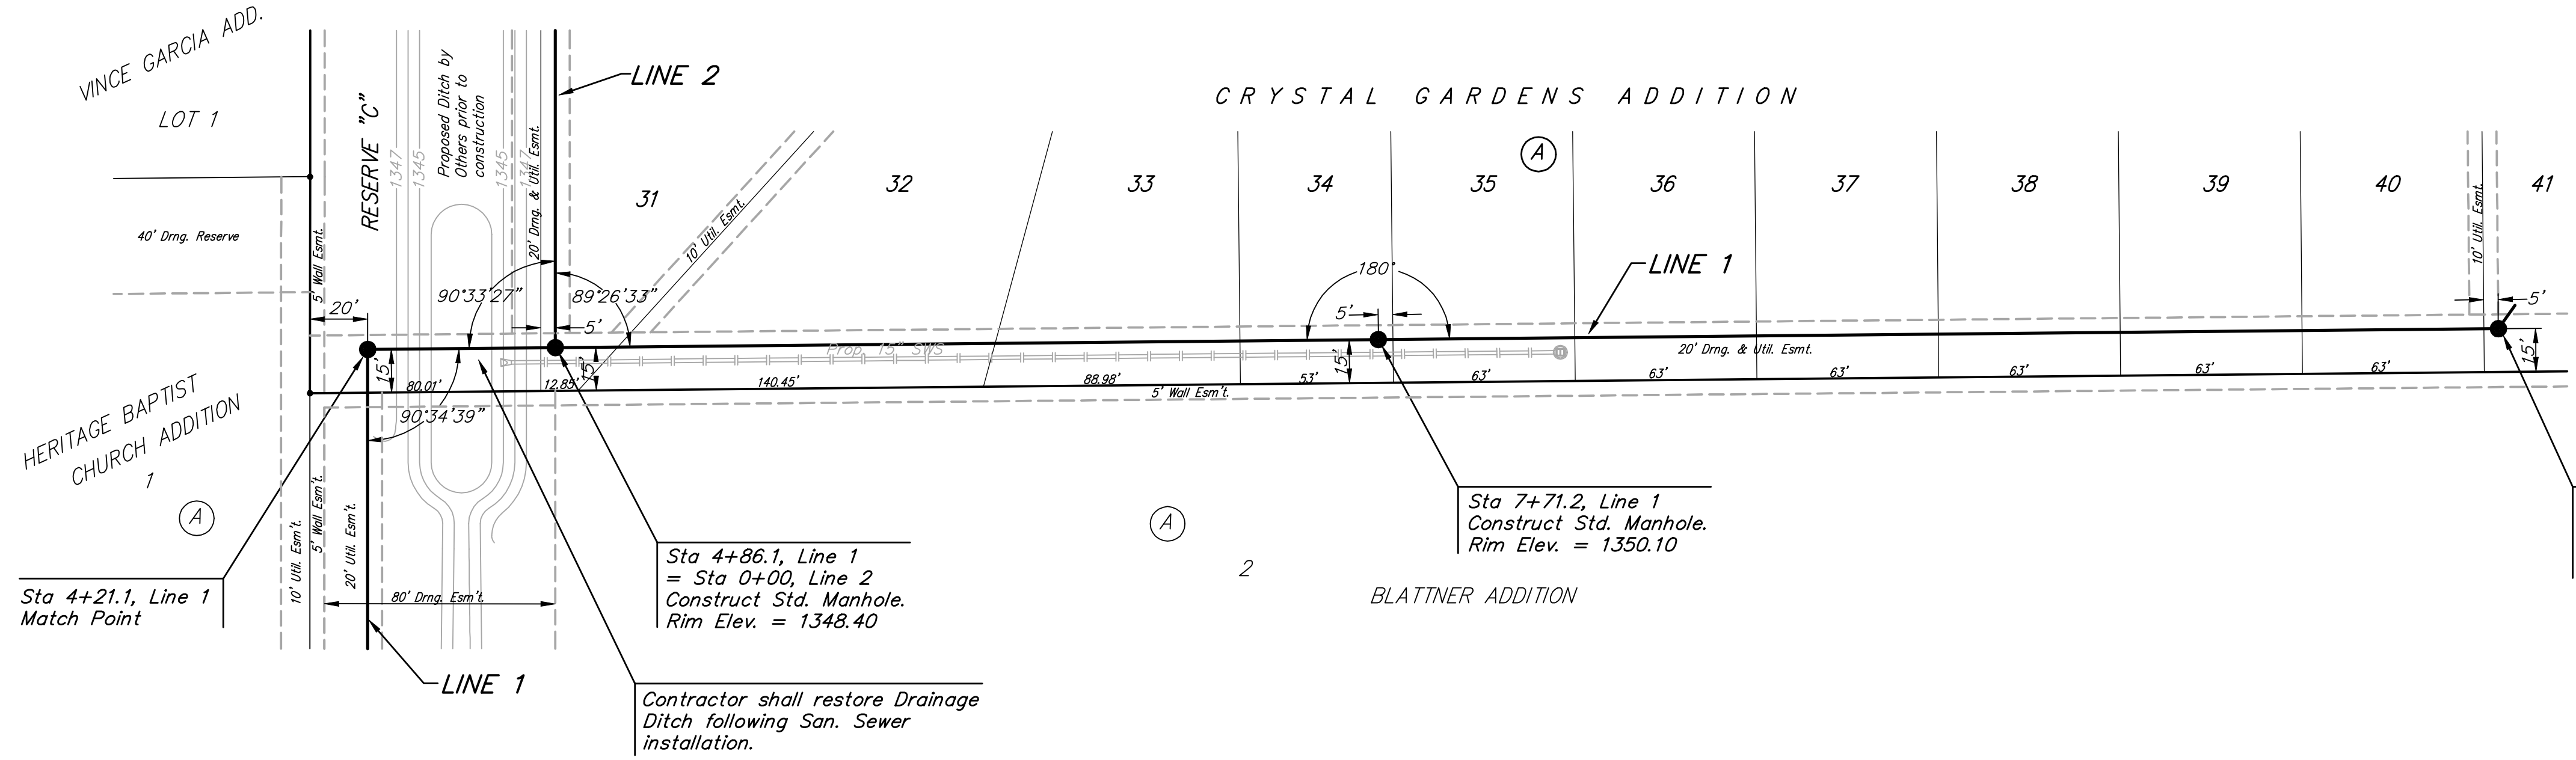 VINCE GARCIA ADD.
LOT 1
40' Drng. Reserve
5' Wall Esmt.
RESERVE "C"
1347
1345
Proposed Ditch by
Others prior to
construction
1345
1347
20' Drng. & Util. Esmt.
LINE 2
CRYSTAL GARDENS ADDITION
A
31
32
33
34
35
36
37
38
39
40
41
10' Util. Esmt.
10' Util. Esmt.
20'
90°33'27"
89°26'33"
5'
180°
5'
LINE 1
5'
Prop. 15" SWS
20' Drng. & Util. Esmt.
15'
15'
15'
15'
80.01'
12.85'
140.45'
88.98'
53'
63'
63'
63'
63'
63'
63'
5' Wall Esm't.
90°34'39"
HERITAGE BAPTIST
CHURCH ADDITION
1
A
10' Util. Esm't.
5' Wall Esm't.
20' Util. Esm't.
80' Drng. Esm't.
Sta 4+21.1, Line 1
Match Point
Sta 4+86.1, Line 1
= Sta 0+00, Line 2
Construct Std. Manhole.
Rim Elev. = 1348.40
Sta 7+71.2, Line 1
Construct Std. Manhole.
Rim Elev. = 1350.10
A
2
BLATTNER ADDITION
LINE 1
Contractor shall restore Drainage
Ditch following San. Sewer
installation.